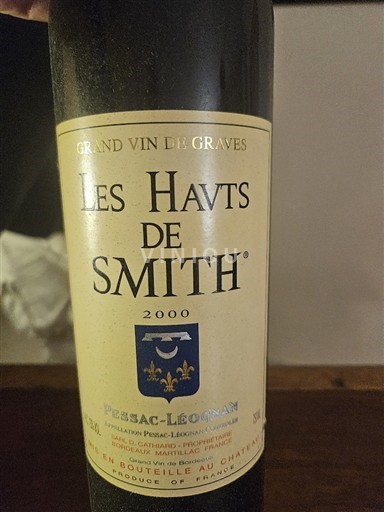 GRAND VIN DE GRAVES
LES HAVTS
DE
SMITH®
VINIOU
2000
PESSAC-LÉOGNAN
APPELLATION PESSAC-LÉOGNAN CONTRÔLÉE
SARL D. CATHIARD - PROPRIÉTAIRE
BORDEAUX MARTILLAC FRANCE
Grand Vin de Bordeaux
MIS EN BOUTEILLE AU CHATEAU
PRODUCE OF FRANCE